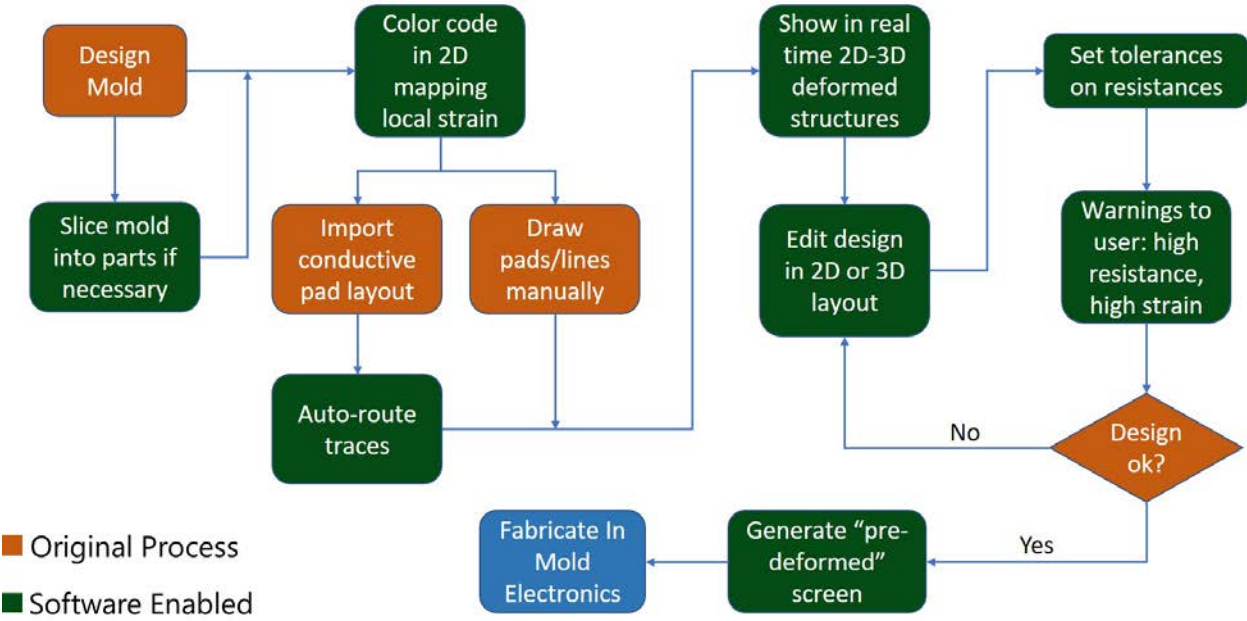 Design
Mold
Slice mold
into parts if
necessary
Color code
in 2D
mapping
local strain
Import
conductive
pad layout
Draw
pads/lines
manually
Auto-route
traces
Show in real
time 2D-3D
deformed
structures
Edit design
in 2D or 3D
layout
Set tolerances
on resistances
Warnings to
user: high
resistance,
high strain
Design
ok?
No
Yes
Generate “pre-
deformed”
screen
Fabricate In
Mold
Electronics
Original Process
Software Enabled